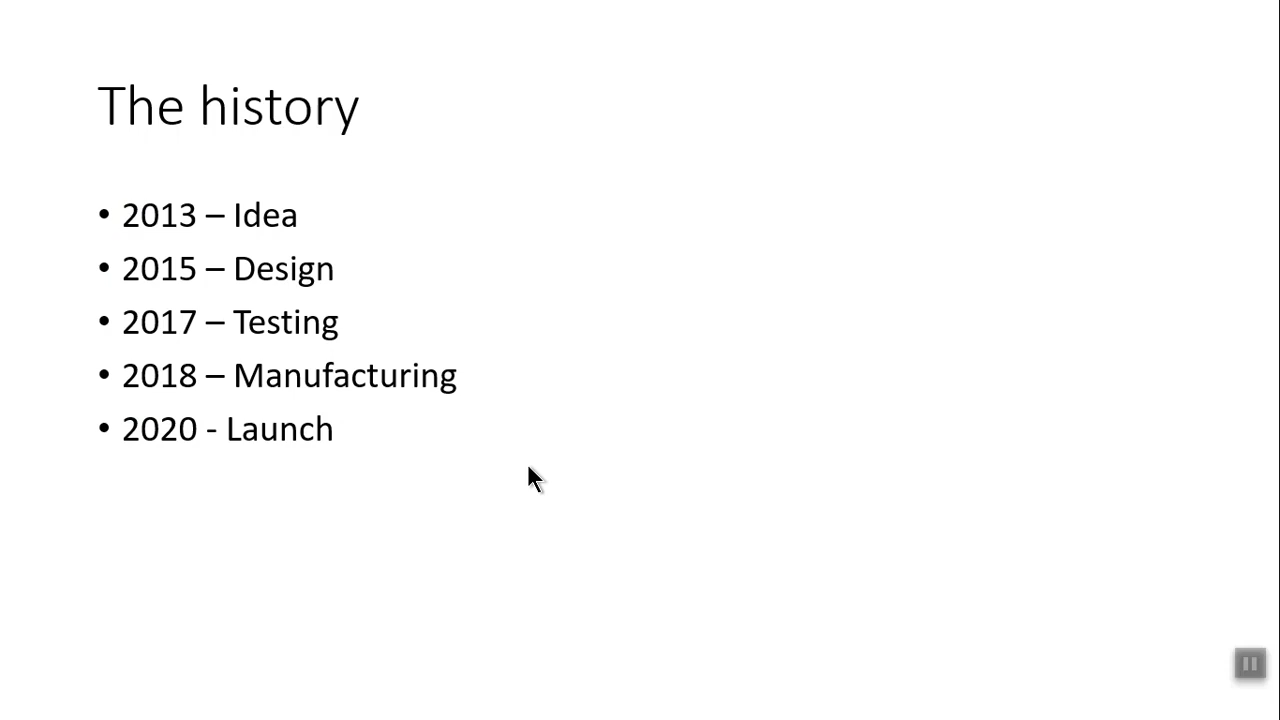 The history
• 2013 – Idea
• 2015 – Design
• 2017 – Testing
• 2018 – Manufacturing
• 2020 - Launch